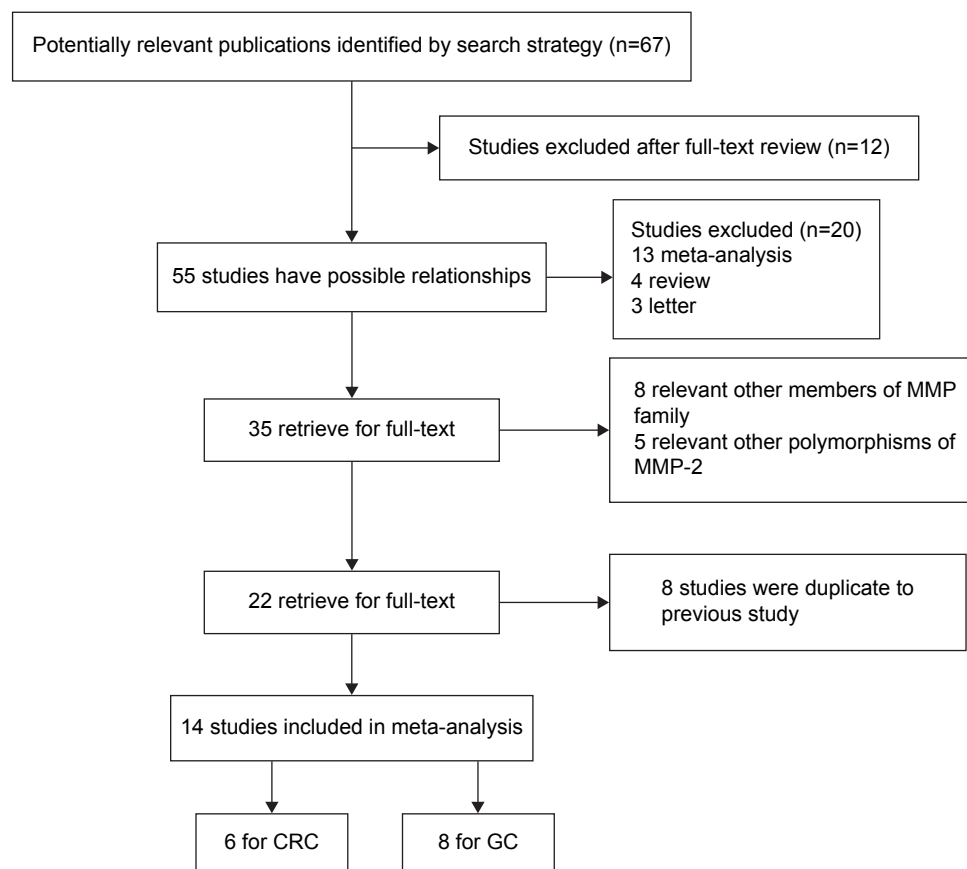 Potentially relevant publications identified by search strategy (n=67)
Studies excluded after full-text review (n=12)
55 studies have possible relationships
Studies excluded (n=20)
13 meta-analysis
4 review
3 letter
35 retrieve for full-text
8 relevant other members of MMP
family
5 relevant other polymorphisms of
MMP-2
22 retrieve for full-text
8 studies were duplicate to
previous study
14 studies included in meta-analysis
6 for CRC
8 for GC